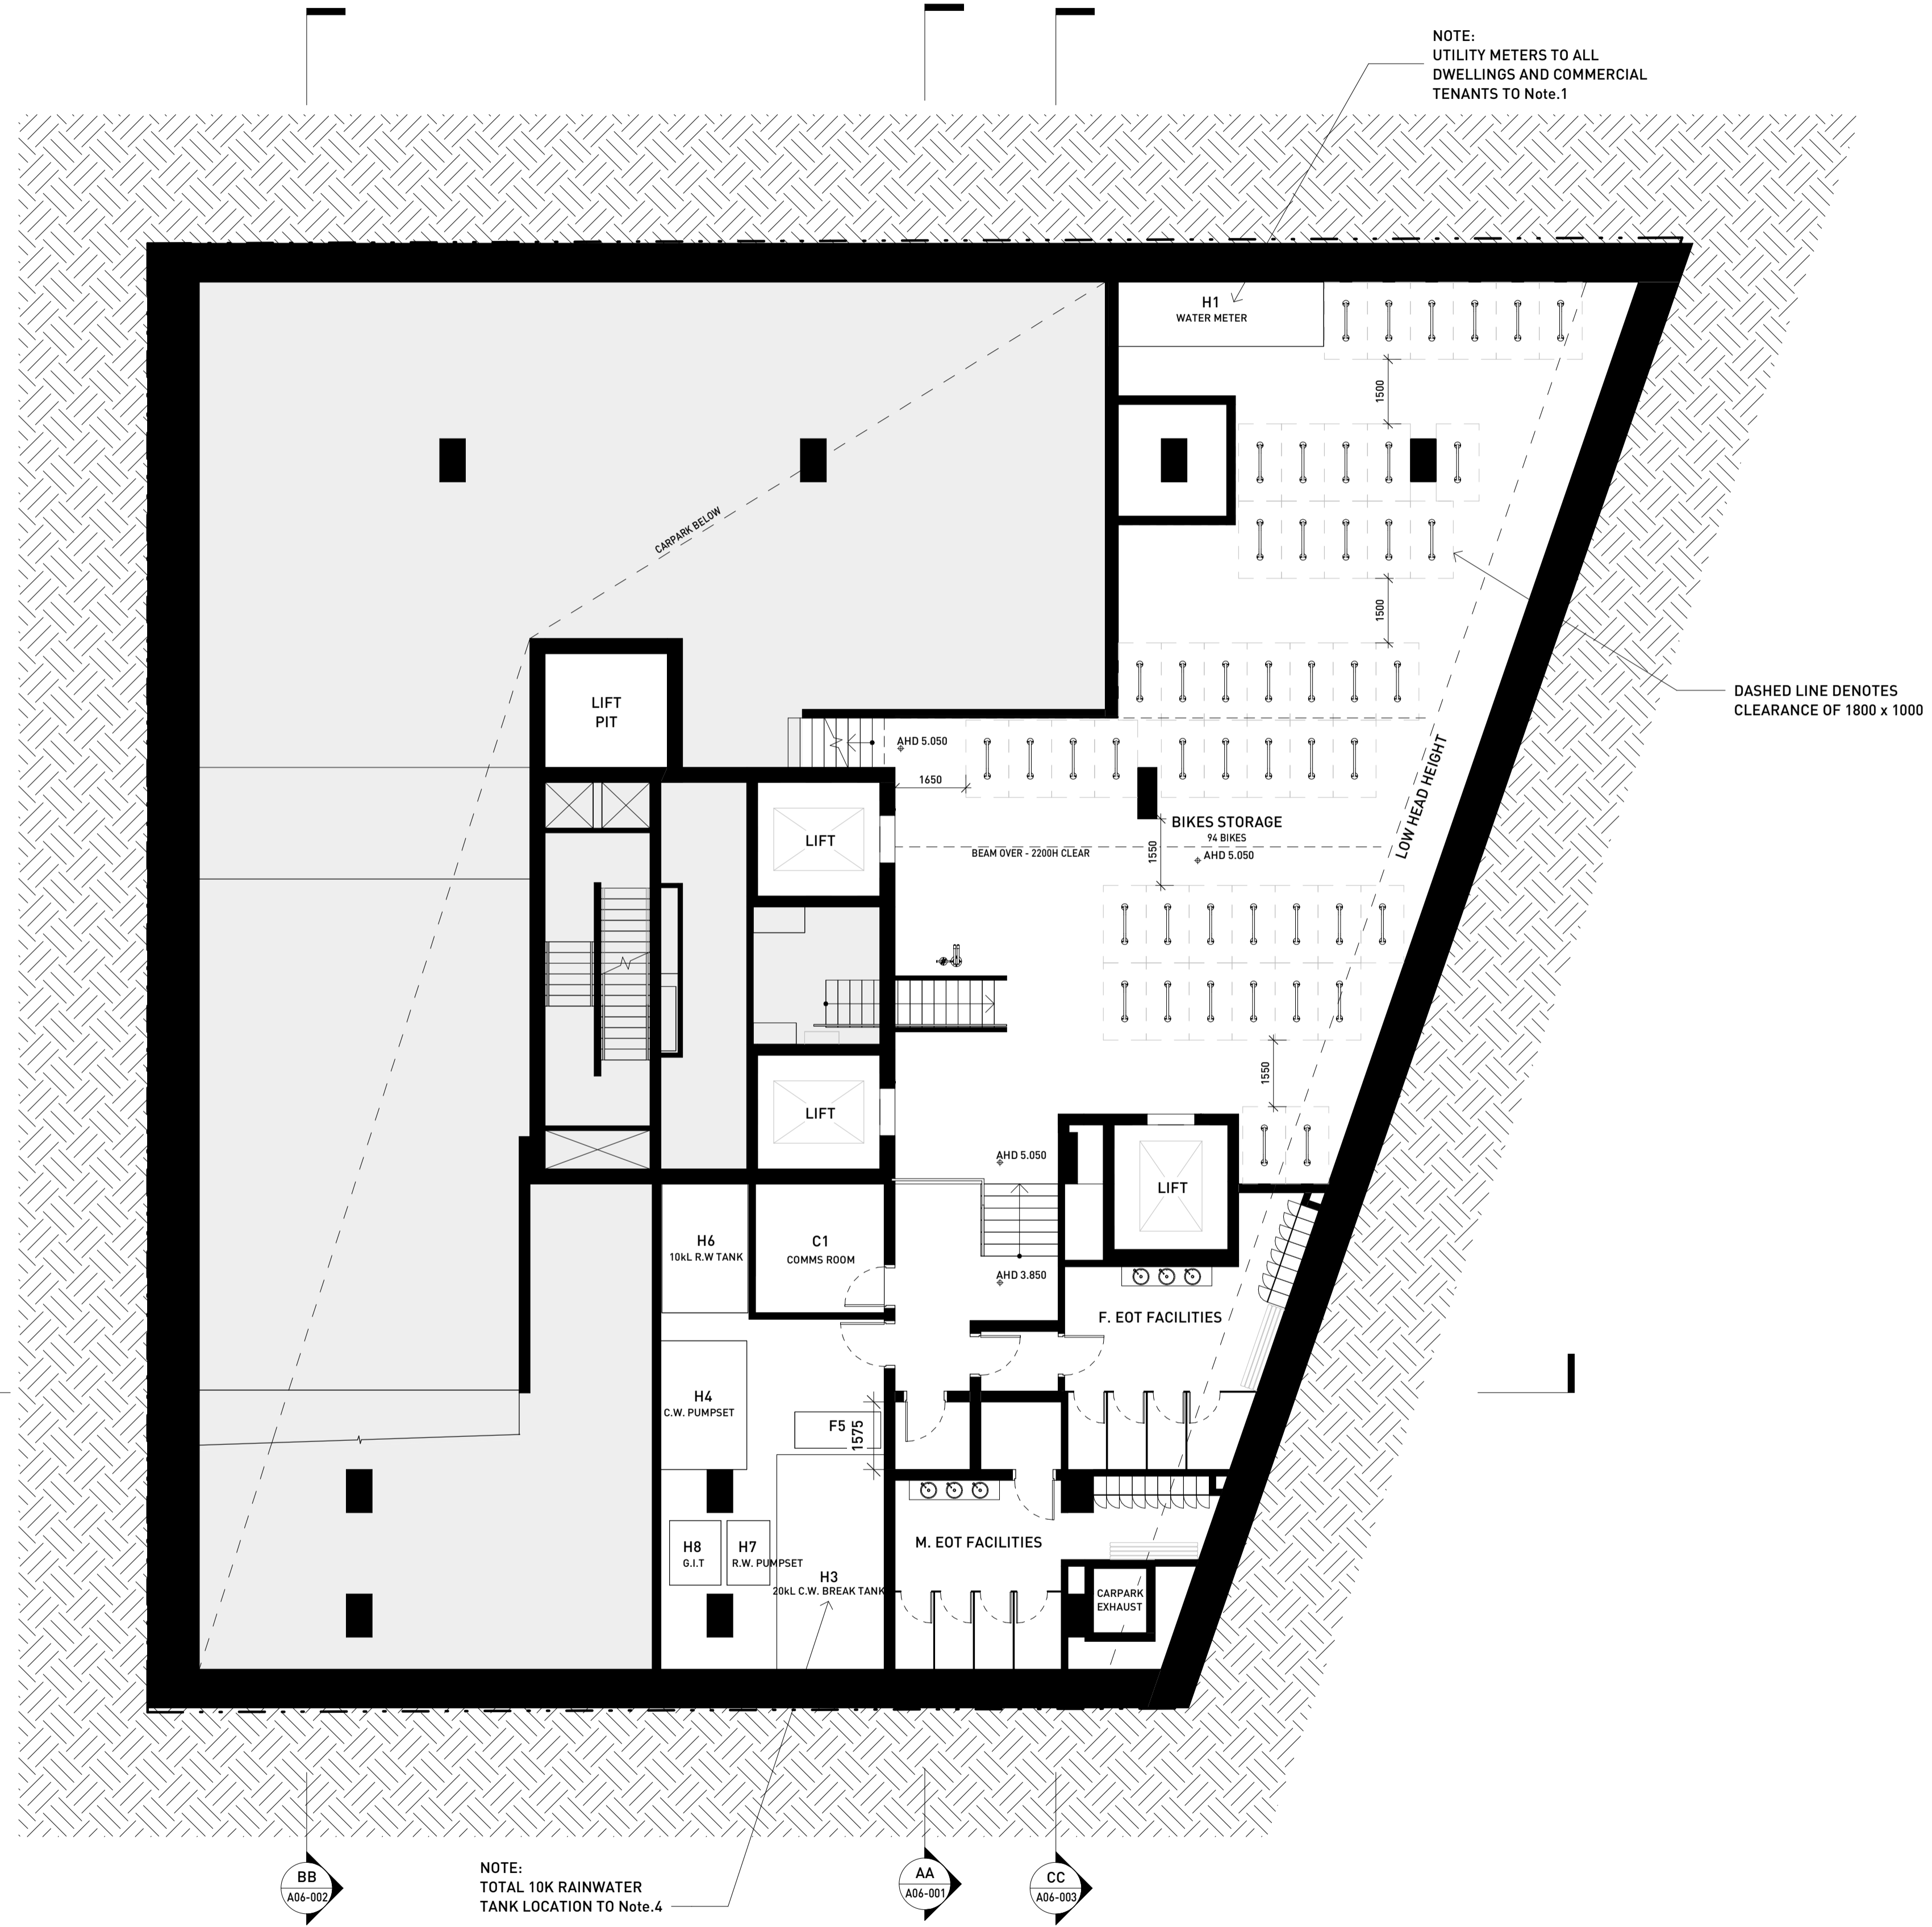 NOTE:
UTILITY METERS TO ALL
DWELLINGS AND COMMERCIAL
TENANTS TO Note.1
H1
WATER METER
1500
CARPARK BELOW
1500
LIFT
PIT
DASHED LINE DENOTES
CLEARANCE OF 1800 x 1000
AHD 5.050
1650
LOW HEAD HEIGHT
LIFT
BIKES STORAGE
94 BIKES
AHD 5.050
BEAM OVER - 2200H CLEAR
1550
1550
LIFT
AHD 5.050
LIFT
H6
10kL R.W TANK
C1
COMMS ROOM
AHD 3.850
F. EOT FACILITIES
H4
C.W. PUMPSET
F5
1575
M. EOT FACILITIES
H8
G.I.T
H7
R.W. PUMPSET
H3
20kL C.W. BREAK TANK
CARPARK
EXHAUST
BB
A06-002
NOTE:
TOTAL 10K RAINWATER
TANK LOCATION TO Note.4
AA
A06-001
CC
A06-003